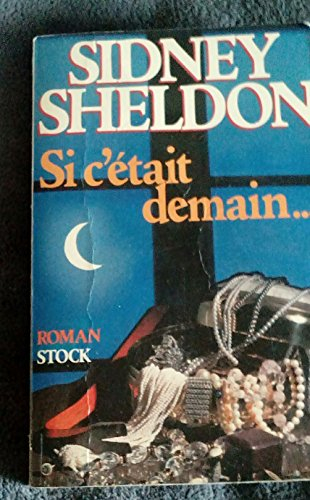 SIDNEY
SHELDON
Si c'était
demain...
ROMAN
STOCK